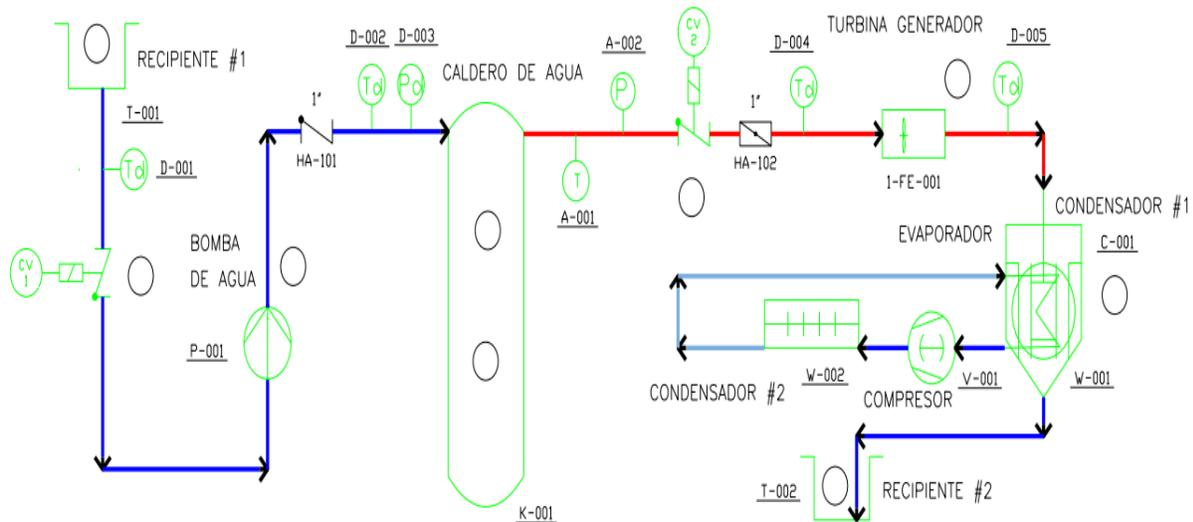 RECIPIENTE #1
T-001
Td
D-001
CV
1
BOMBA
DE AGUA
P-001
1"
HA-101
D-002
Td
D-003
Pd
CALDERO DE AGUA
K-001
T
A-001
A-002
P
CV
2
1"
HA-102
D-004
Td
TURBINA GENERADOR
1-FE-001
D-005
Td
CONDENSADOR #1
C-001
EVAPORADOR
W-001
V-001
COMPRESOR
W-002
CONDENSADOR #2
T-002
RECIPIENTE #2